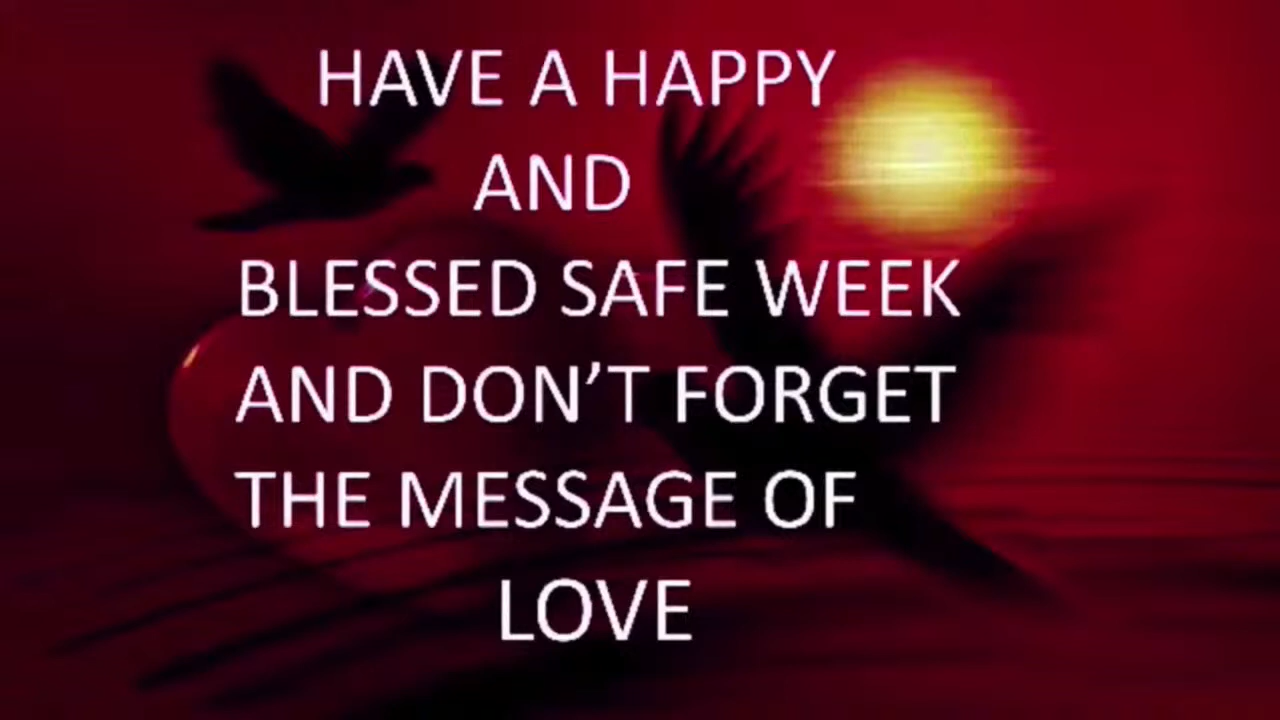 HAVE A HAPPY
AND
BLESSED SAFE WEEK
AND DON’T FORGET
THE MESSAGE OF
LOVE